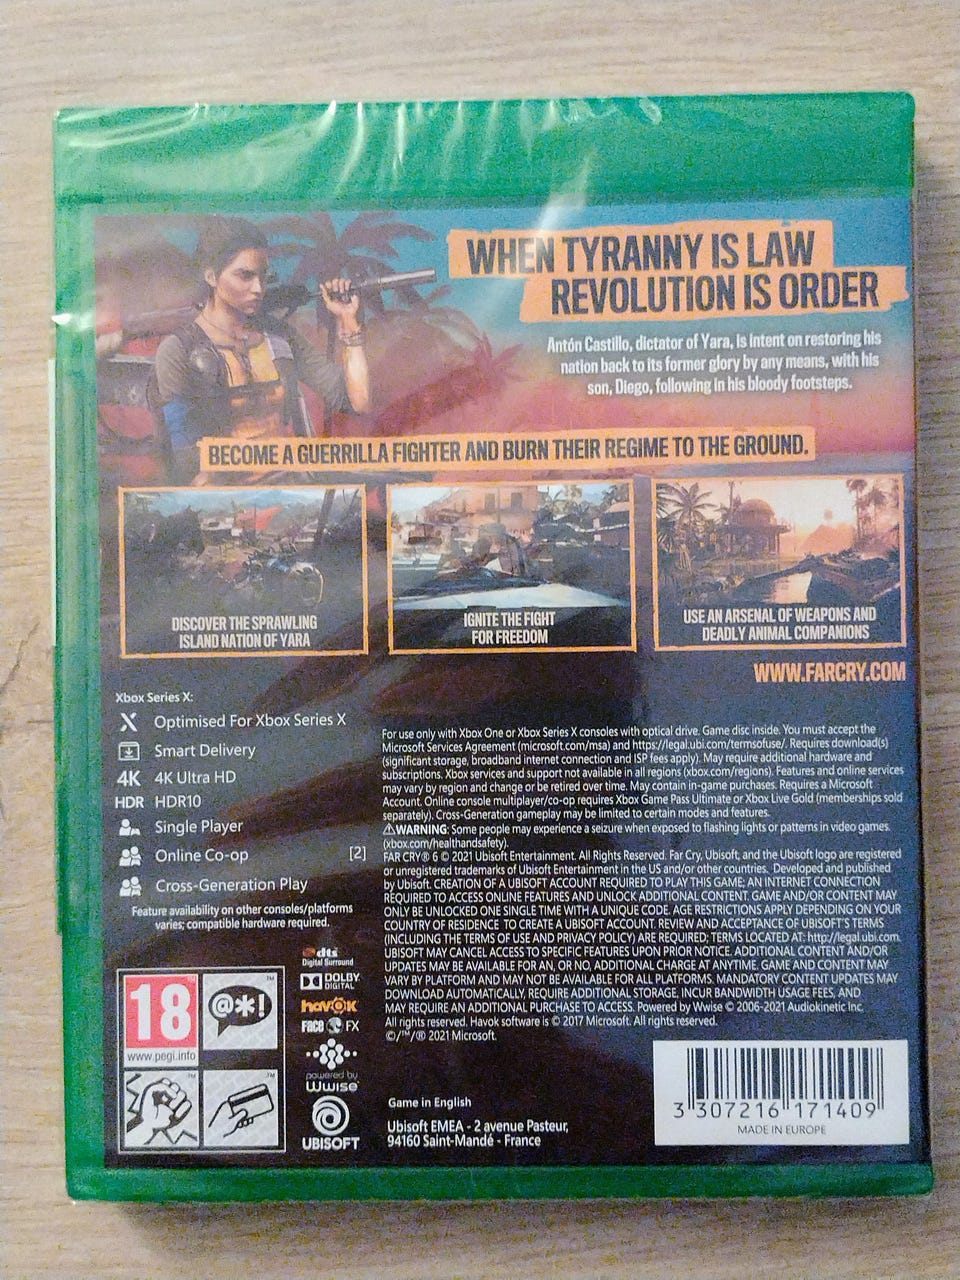 WHEN TYRANNY IS LAW
REVOLUTION IS ORDER
Antón Castillo, dictator of Yara, is intent on restoring his
nation back to its former glory by any means, with his
son, Diego, following in his bloody footsteps.
BECOME A GUERRILLA FIGHTER AND BURN THEIR REGIME TO THE GROUND.
DISCOVER THE SPRAWLING
ISLAND NATION OF YARA
IGNITE THE FIGHT
FOR FREEDOM
USE AN ARSENAL OF WEAPONS AND
DEADLY ANIMAL COMPANIONS
WWW.FARCRY.COM
Xbox Series X:
X Optimised For Xbox Series X
Smart Delivery
4K 4K Ultra HD
HDR HDR10
Single Player
Online Co-op [2]
Cross-Generation Play
Feature availability on other consoles/platforms
varies; compatible hardware required.
For use only with Xbox One or Xbox Series X consoles with optical drive. Game disc inside. You must accept the
Microsoft Services Agreement (microsoft.com/msa) and https://legal.ubi.com/termsofuse/. Requires download(s)
(significant storage, broadband internet connection and ISP fees apply). May require additional hardware and
subscriptions. Xbox services and support not available in all regions (xbox.com/regions). Features and online services
may vary by region and change or be retired over time. May contain in-game purchases. Requires a Microsoft
Account. Online console multiplayer/co-op requires Xbox Game Pass Ultimate or Xbox Live Gold (memberships sold
separately). Cross-Generation gameplay may be limited to certain modes and features.
⚠WARNING: Some people may experience a seizure when exposed to flashing lights or patterns in video games.
(xbox.com/healthandsafety).
FAR CRY® 6 © 2021 Ubisoft Entertainment. All Rights Reserved. Far Cry, Ubisoft, and the Ubisoft logo are registered
or unregistered trademarks of Ubisoft Entertainment in the US and/or other countries. Developed and published
by Ubisoft. CREATION OF A UBISOFT ACCOUNT REQUIRED TO PLAY THIS GAME; AN INTERNET CONNECTION
REQUIRED TO ACCESS ONLINE FEATURES AND UNLOCK ADDITIONAL CONTENT. GAME AND/OR CONTENT MAY
ONLY BE UNLOCKED ONE SINGLE TIME WITH A UNIQUE CODE. AGE RESTRICTIONS APPLY DEPENDING ON YOUR
COUNTRY OF RESIDENCE TO CREATE A UBISOFT ACCOUNT. REVIEW AND ACCEPTANCE OF UBISOFT'S TERMS
(INCLUDING THE TERMS OF USE AND PRIVACY POLICY) ARE REQUIRED; TERMS LOCATED AT: http://legal.ubi.com.
UBISOFT MAY CANCEL ACCESS TO SPECIFIC FEATURES UPON PRIOR NOTICE. ADDITIONAL CONTENT AND/OR
UPDATES MAY BE AVAILABLE FOR AN, OR NO, ADDITIONAL CHARGE AT ANYTIME. GAME AND CONTENT MAY
VARY BY PLATFORM AND MAY NOT BE AVAILABLE FOR ALL PLATFORMS. MANDATORY CONTENT UPDATES MAY
DOWNLOAD AUTOMATICALLY, REQUIRE ADDITIONAL STORAGE, INCUR BANDWIDTH USAGE FEES, AND
MAY REQUIRE AN ADDITIONAL PURCHASE TO ACCESS. Powered by Wwise © 2006-2021 Audiokinetic Inc.
All rights reserved. Havok software is © 2017 Microsoft. All rights reserved.
©/™/® 2021 Microsoft.
18
www.pegi.info
@*!
dts
Digital Surround
DOLBY
DIGITAL
havok
Face FX
powered by
Wwise
UBISOFT
Game in English
Ubisoft EMEA - 2 avenue Pasteur,
94160 Saint-Mandé - France
3 307216 171409
MADE IN EUROPE